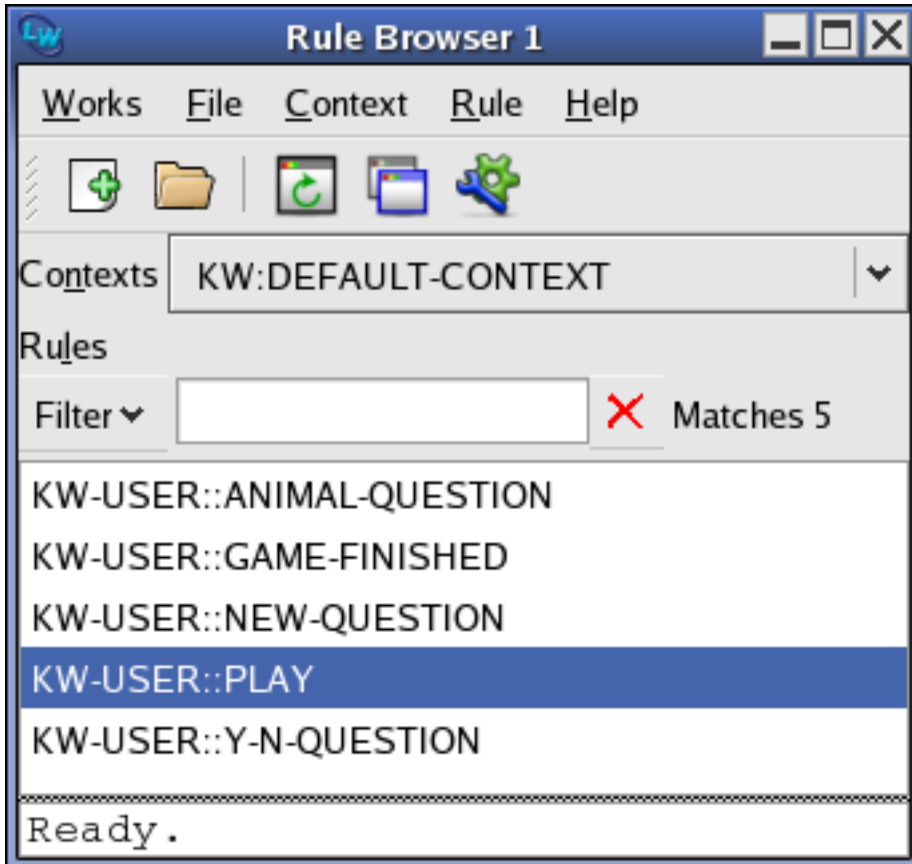 LW Rule Browser 1
Works File Context Rule Help
Contexts KW:DEFAULT-CONTEXT
Rules
Filter Matches 5
KW-USER::ANIMAL-QUESTION
KW-USER::GAME-FINISHED
KW-USER::NEW-QUESTION
KW-USER::PLAY
KW-USER::Y-N-QUESTION
Ready.